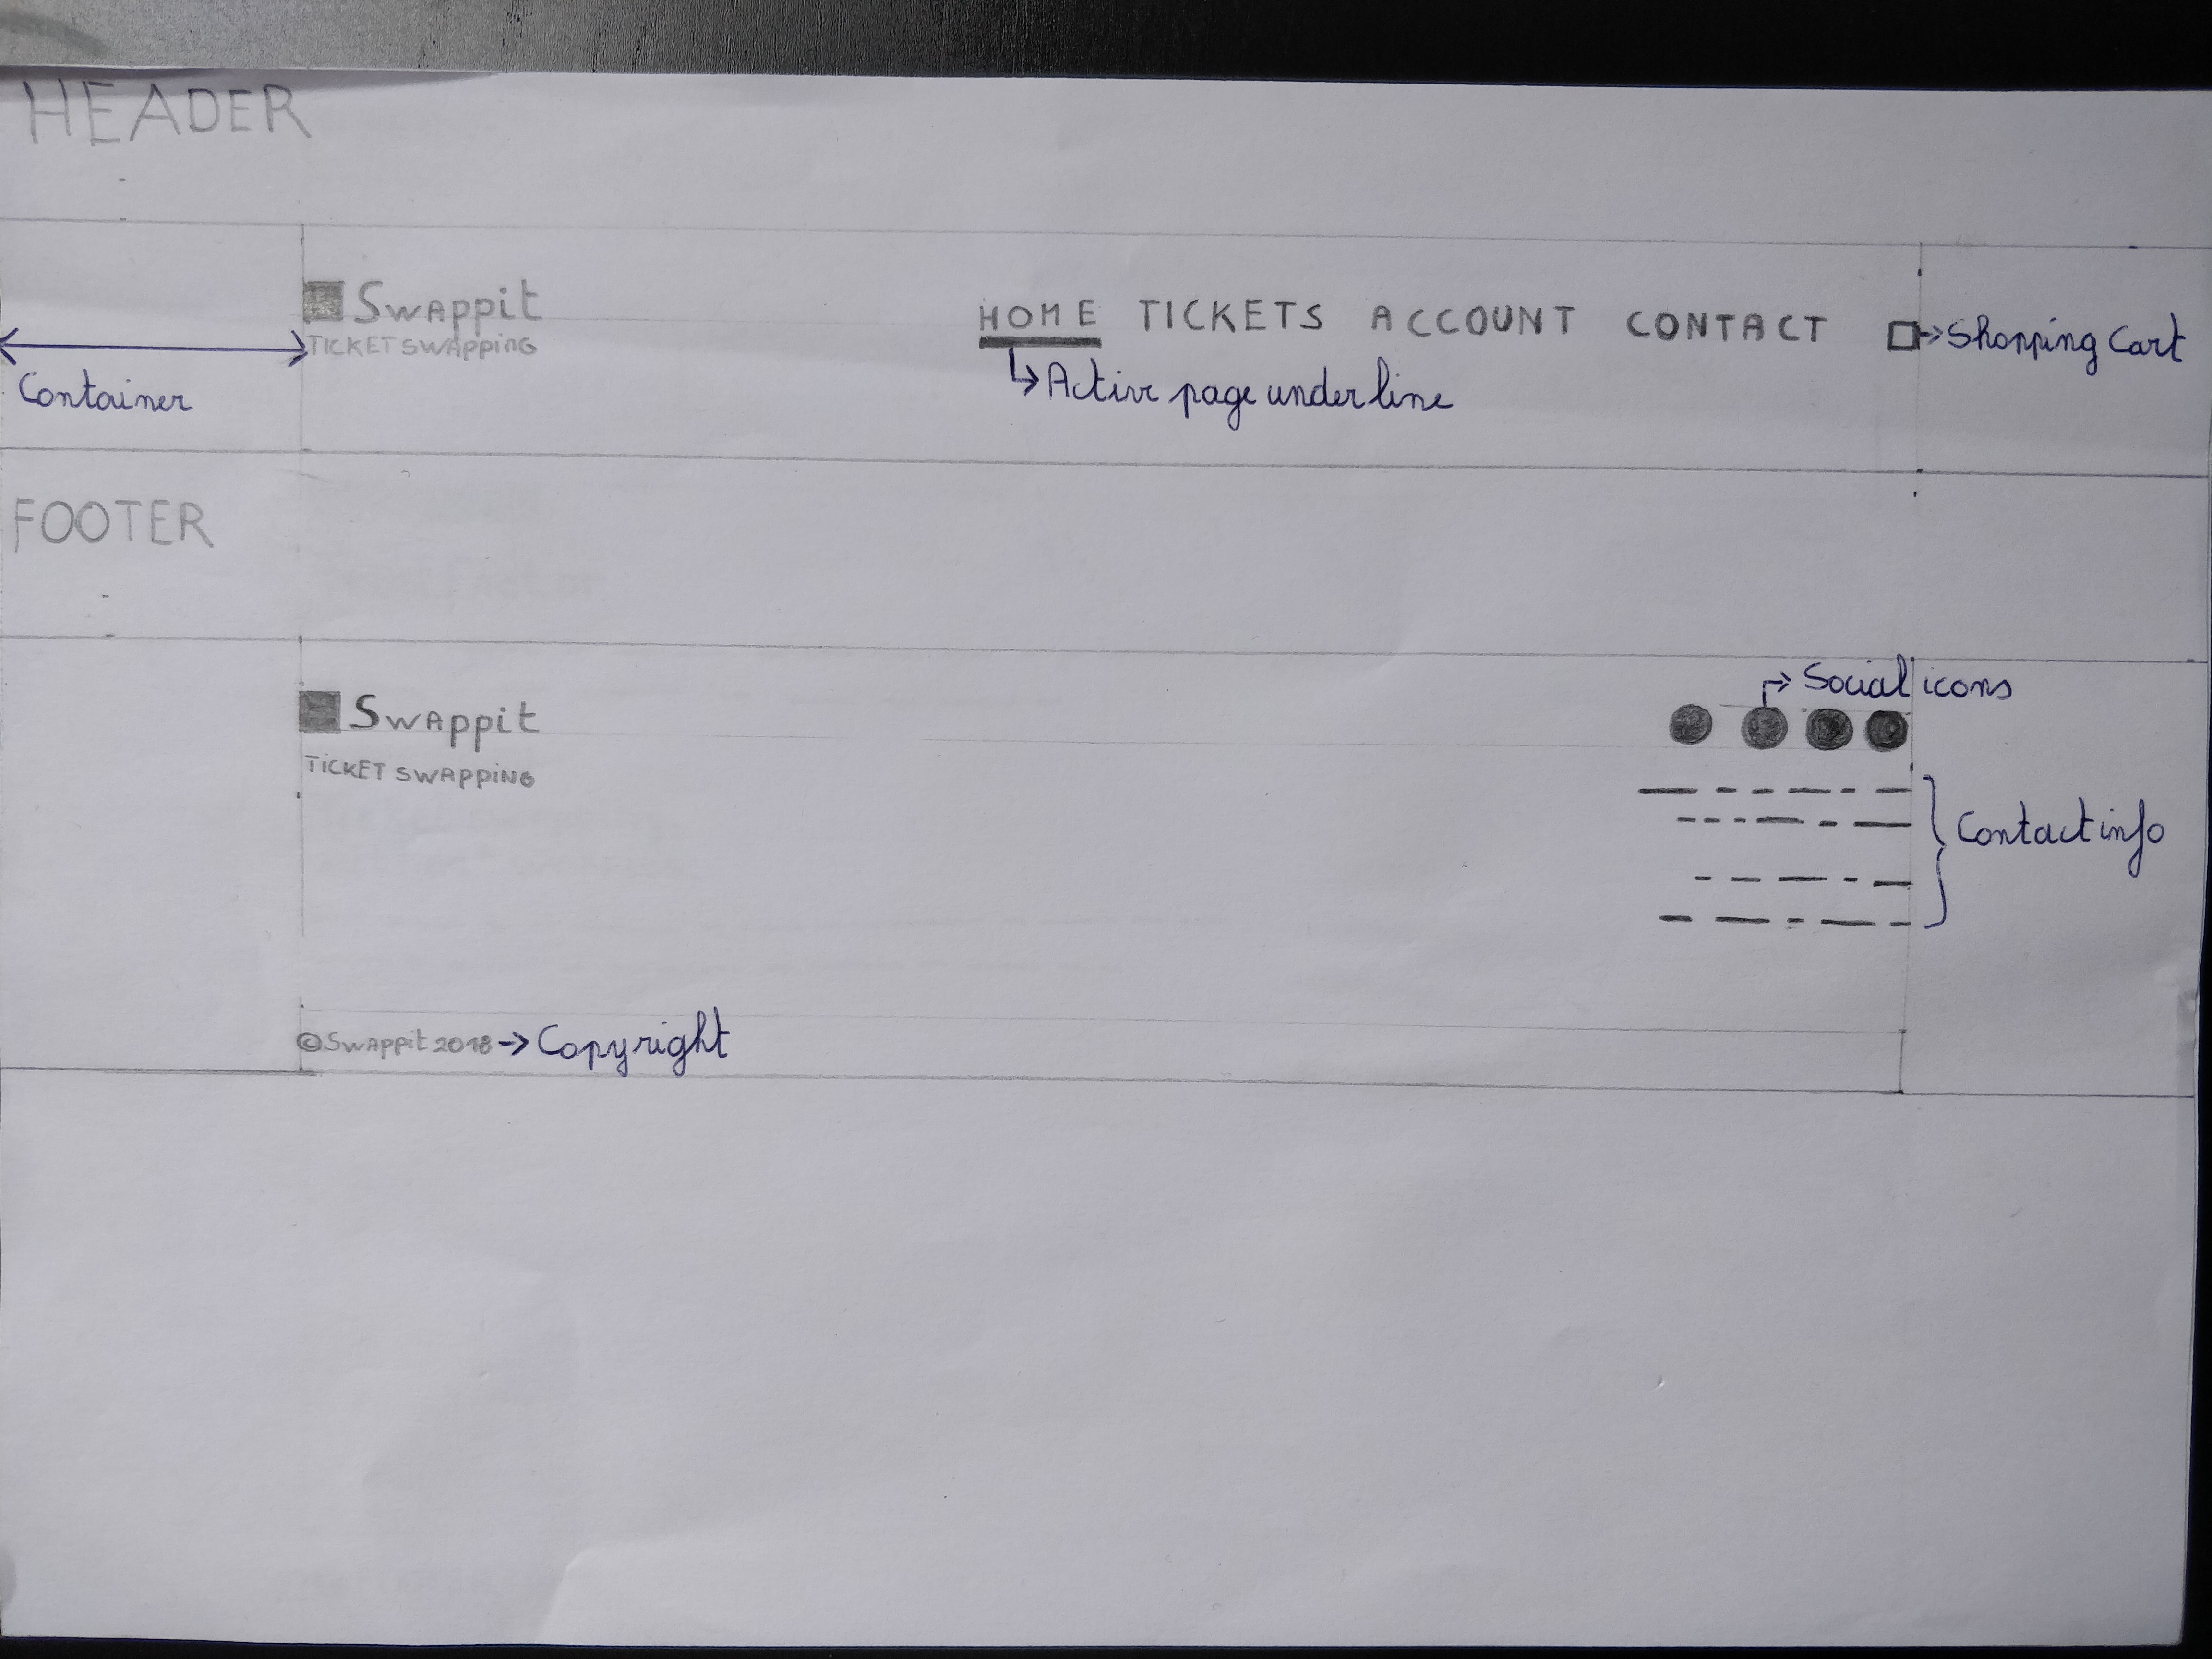 HEADER
Swappit
TICKET SWAPPING
HOME TICKETS ACCOUNT CONTACT
Shopping Cart
Container
Active page underline
FOOTER
Social icons
Swappit
TICKET SWAPPING
Contact info
©Swappit 2018 → Copyright